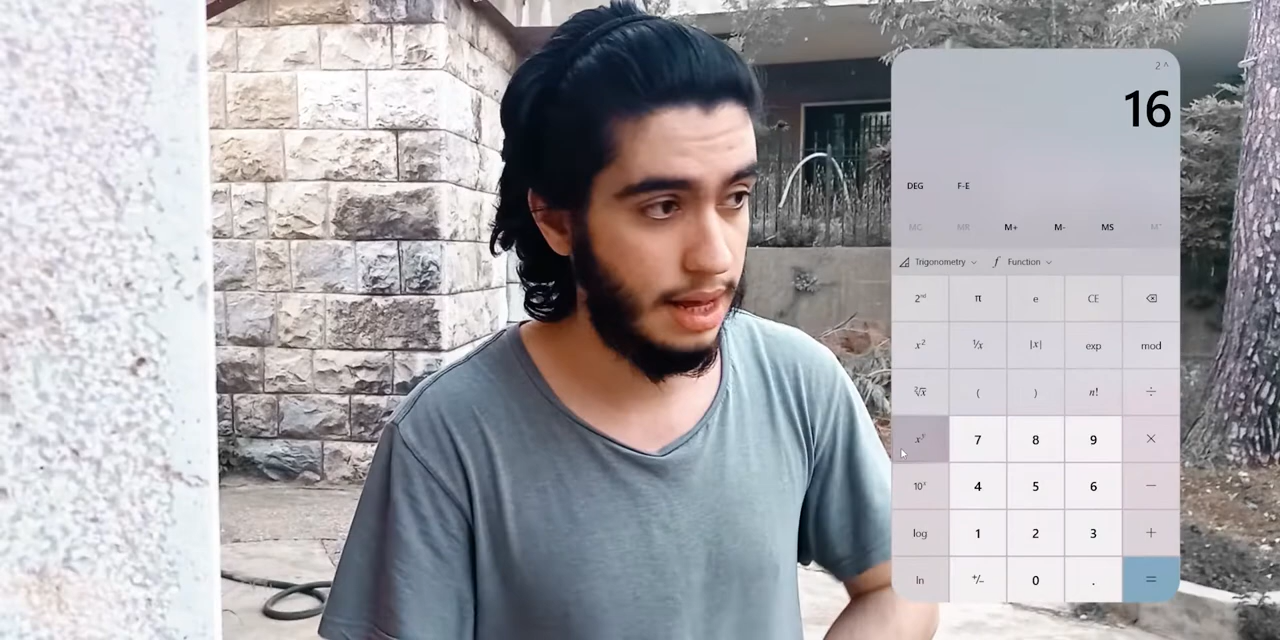 2 ^
16
DEG F-E
MC MR M+ M- MS M˅
Trigonometry f Function
2ⁿᵈ π e CE
x² ¹/x |x| exp mod
²√x ( ) n! ÷
xʸ 7 8 9 ×
10ˣ 4 5 6 −
log 1 2 3 +
ln +/− 0 . =